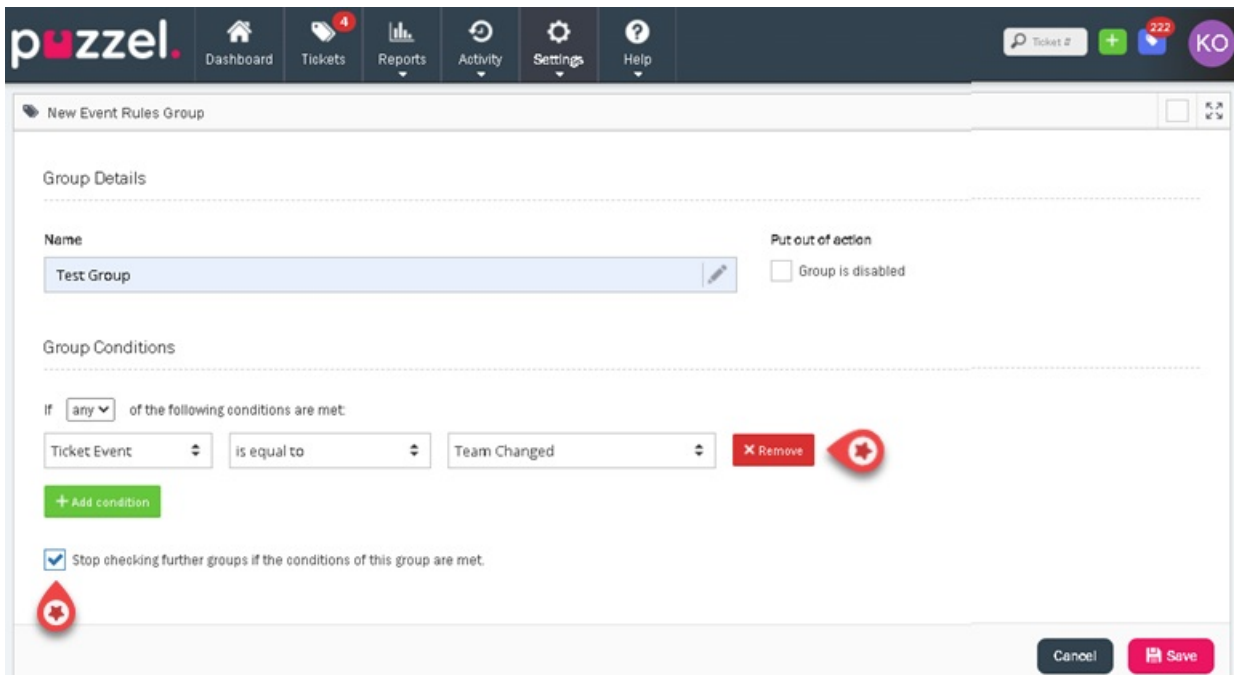 puzzel.
Dashboard
Tickets
4
Reports
Activity
Settings
Help
Ticket #
222
KO
New Event Rules Group
Group Details
Name
Put out of action
Test Group
Group is disabled
Group Conditions
If any of the following conditions are met:
Ticket Event is equal to Team Changed Remove
Add condition
Stop checking further groups if the conditions of this group are met.
Cancel Save